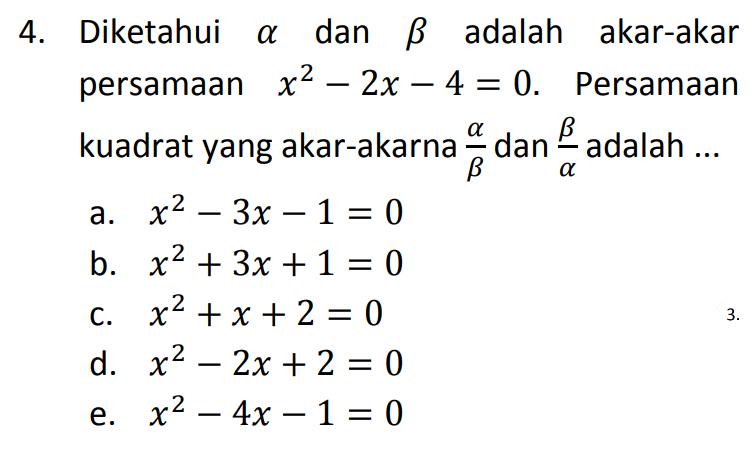 4. Diketahui α dan β adalah akar-akar
persamaan x² − 2x − 4 = 0. Persamaan
kuadrat yang akar-akarna α/β dan β/α adalah ...
a. x² − 3x − 1 = 0
b. x² + 3x + 1 = 0
c. x² + x + 2 = 0
3.
d. x² − 2x + 2 = 0
e. x² − 4x − 1 = 0